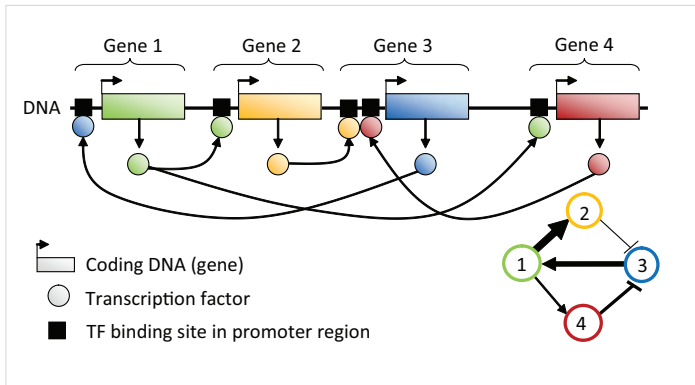 Gene 1 Gene 2 Gene 3 Gene 4
DNA
2
1 3
4
Coding DNA (gene)
Transcription factor
TF binding site in promoter region